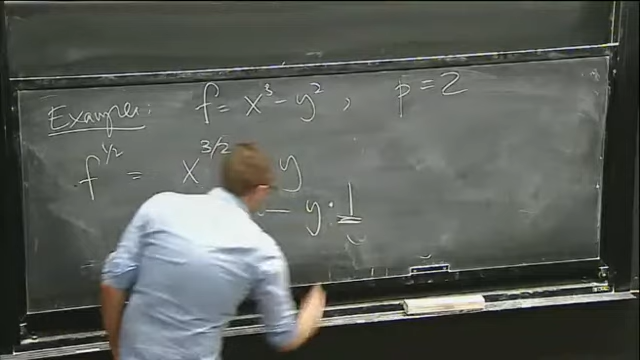 Example: f = x³ - y², p = 2
f^{1/2} = x^{3/2} y
- y · 1